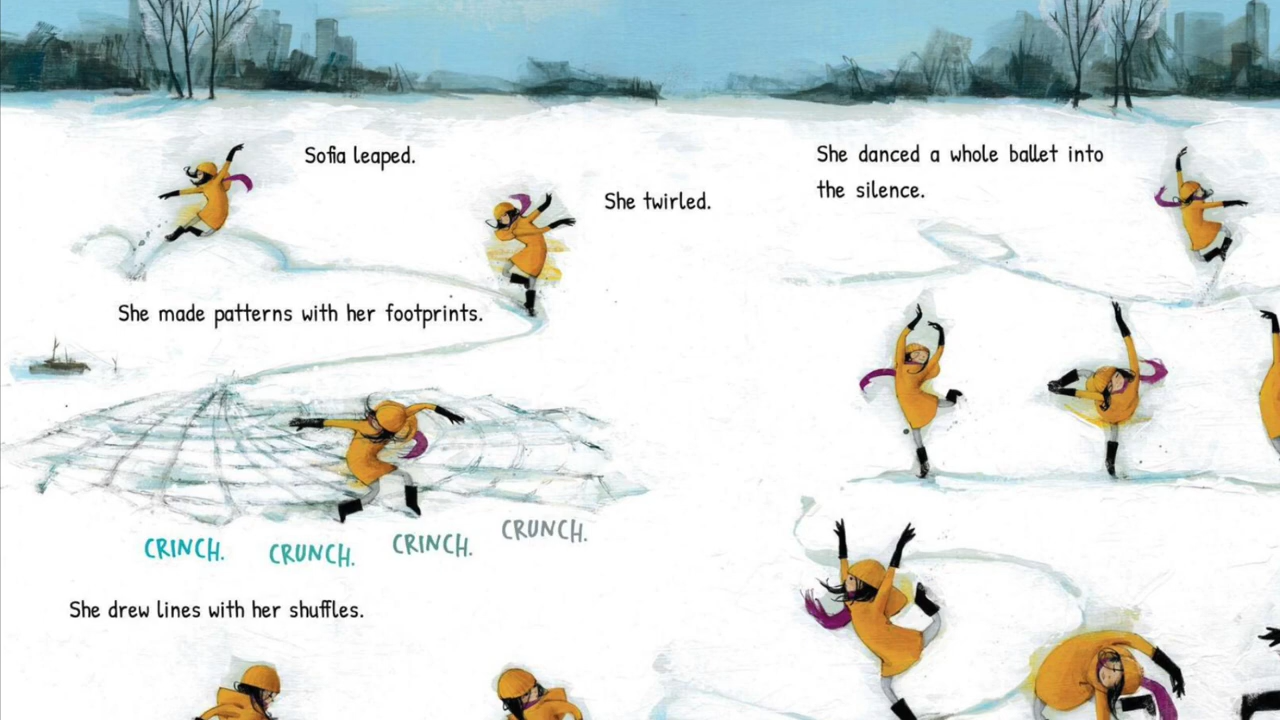 Sofia leaped.
She twirled.
She made patterns with her footprints.
CRINCH. CRUNCH. CRINCH. CRUNCH.
She drew lines with her shuffles.
She danced a whole ballet into
the silence.